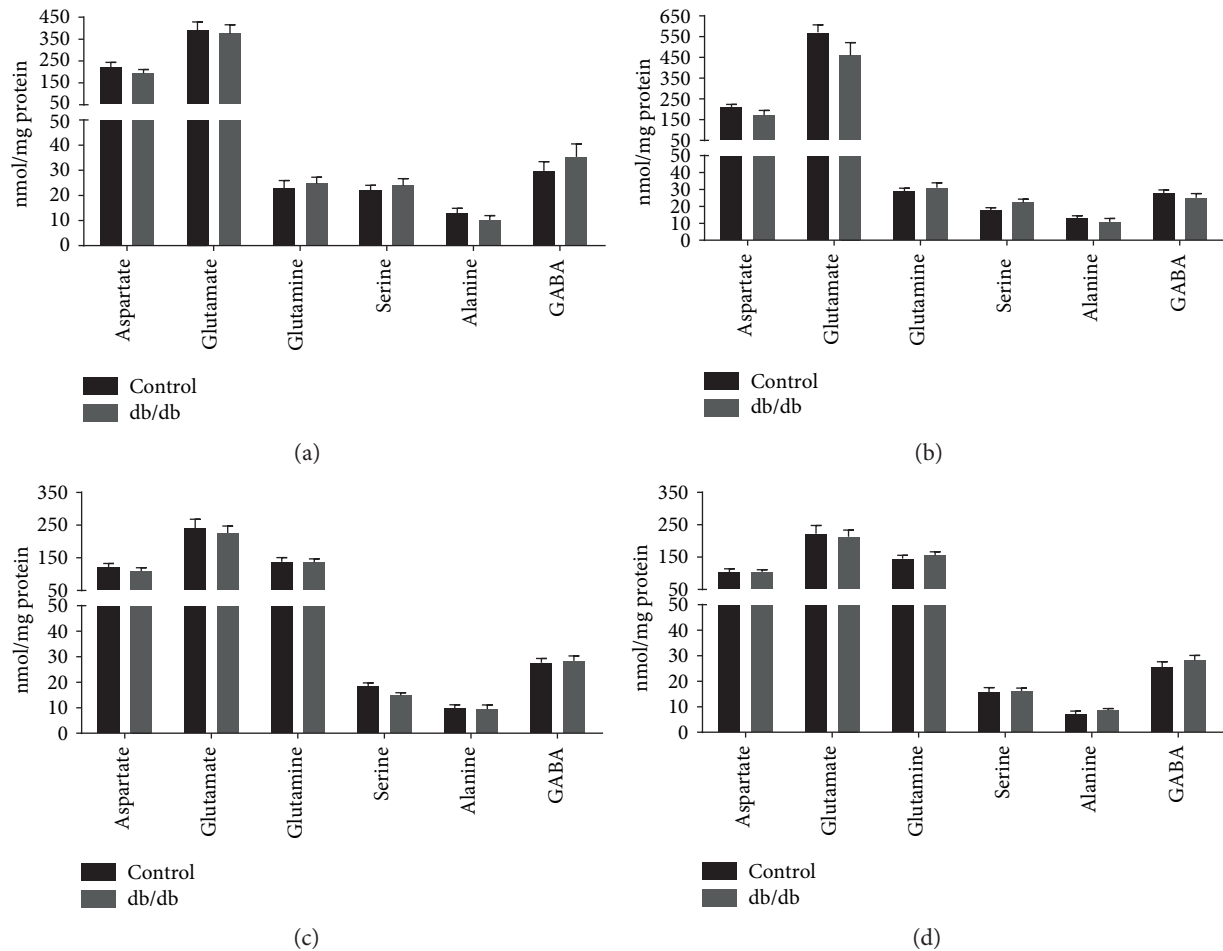 450
350
250
150
50
50
40
30
20
10
0
nmol/mg protein
Aspartate
Glutamate
Glutamine
Serine
Alanine
GABA
Control
db/db
(a)
650
550
450
350
250
150
50
50
40
30
20
10
0
nmol/mg protein
Aspartate
Glutamate
Glutamine
Serine
Alanine
GABA
Control
db/db
(b)
350
250
150
50
50
40
30
20
10
0
nmol/mg protein
Aspartate
Glutamate
Glutamine
Serine
Alanine
GABA
Control
db/db
(c)
350
250
150
50
50
40
30
20
10
0
nmol/mg protein
Aspartate
Glutamate
Glutamine
Serine
Alanine
GABA
Control
db/db
(d)